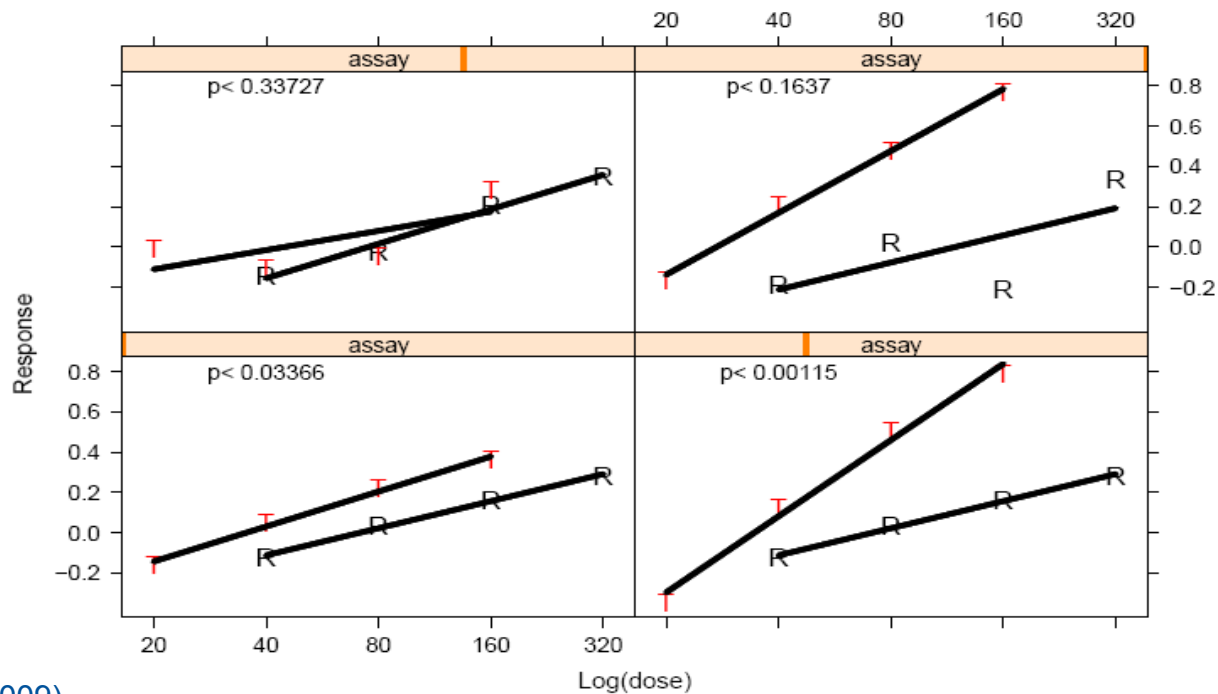 20 40 80 160 320
assay assay
p< 0.33727 p< 0.1637
T T T T R R R R
T T T T R R R R
0.8
0.6
0.4
0.2
0.0
−0.2
assay assay
p< 0.03366 p< 0.00115
T T T T R R R R
T T T T R R R R
Response
0.8
0.6
0.4
0.2
0.0
−0.2
20 40 80 160 320
Log(dose)
009)